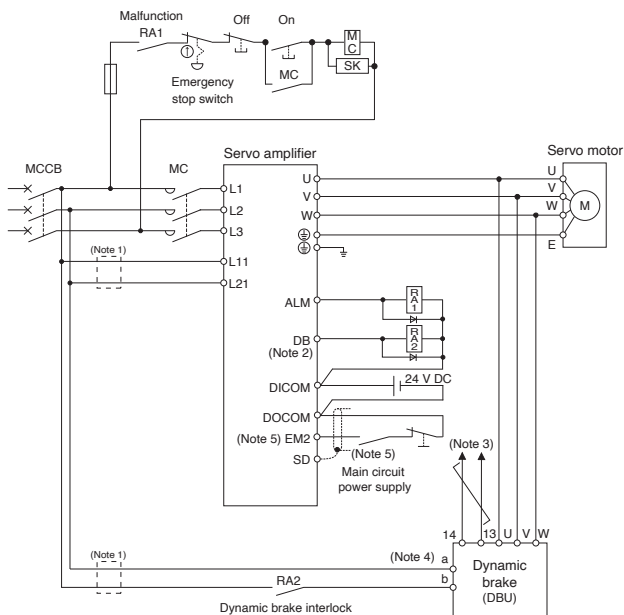 Malfunction
RA1
Off
On
MC
SK
MC
Emergency
stop switch
MCCB
MC
Servo amplifier
Servo motor
L1
L2
L3
L11
L21
U
V
W
U
V
W
E
M
(Note 1)
ALM
RA1
DB
(Note 2)
RA2
DICOM
24 V DC
DOCOM
(Note 5) EM2
(Note 5)
SD
Main circuit
power supply
(Note 3)
14 13 U V W
(Note 1)
(Note 4) a
b
Dynamic
brake
(DBU)
RA2
Dynamic brake interlock